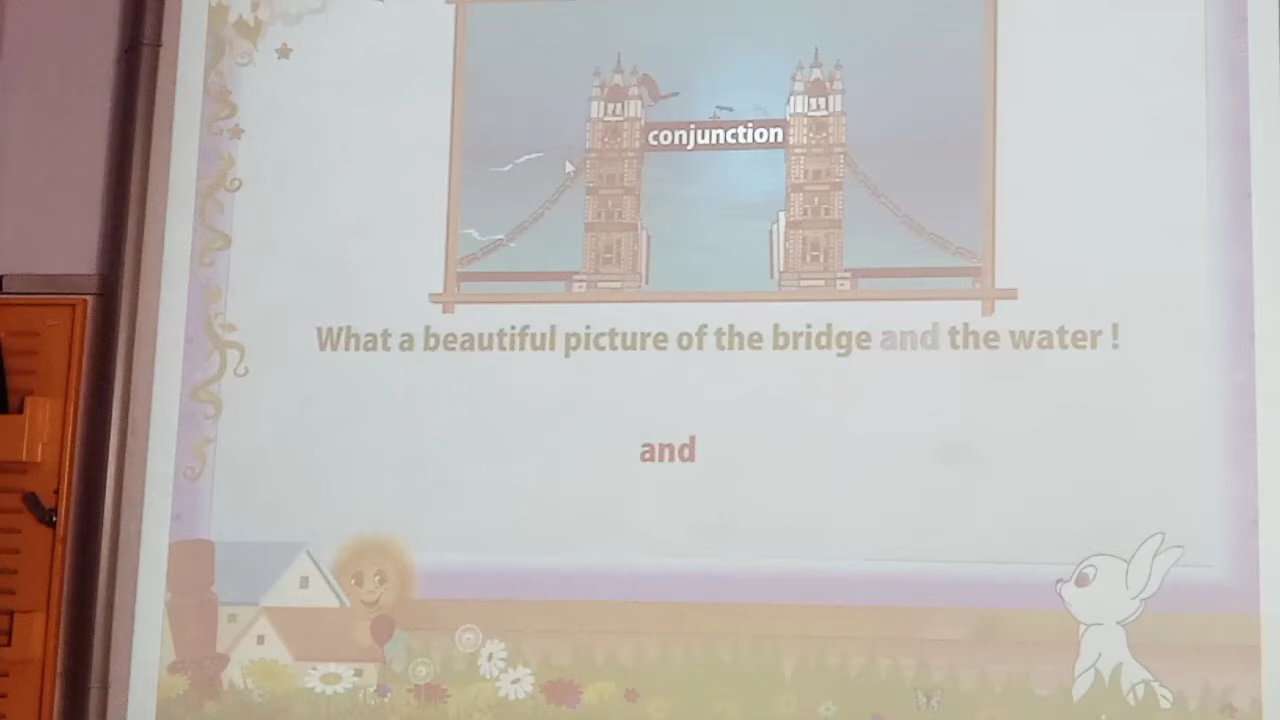 conjunction
What a beautiful picture of the bridge and the water !
and